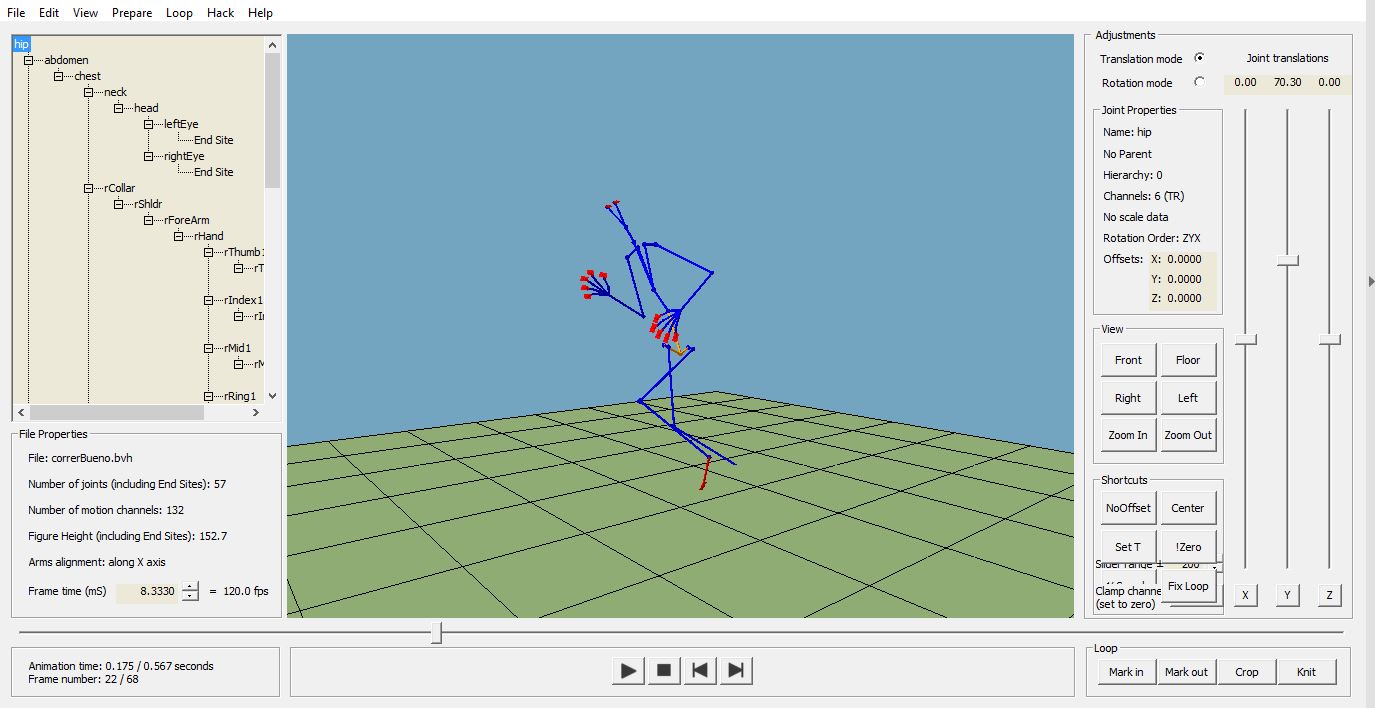 File Edit View Prepare Loop Hack Help
hip
abdomen
chest
neck
head
leftEye
End Site
rightEye
End Site
rCollar
rShldr
rForeArm
rHand
rThumb1
rT
rIndex1
rIn
rMid1
rM
rRing1
File Properties
File: correrBueno.bvh
Number of joints (including End Sites): 57
Number of motion channels: 132
Figure Height (including End Sites): 152.7
Arms alignment: along X axis
Frame time (mS) 8.3330 = 120.0 fps
Animation time: 0.175 / 0.567 seconds
Frame number: 22 / 68
Adjustments
Translation mode
Rotation mode
Joint translations
0.00 70.30 0.00
Joint Properties
Name: hip
No Parent
Hierarchy: 0
Channels: 6 (TR)
No scale data
Rotation Order: ZYX
Offsets: X: 0.0000
Y: 0.0000
Z: 0.0000
View
Front Floor
Right Left
Zoom In Zoom Out
Shortcuts
NoOffset Center
Set T !Zero
Slider range ± 200
Fix Loop
Clamp channe
(set to zero)
X Y Z
Loop
Mark in Mark out Crop Knit